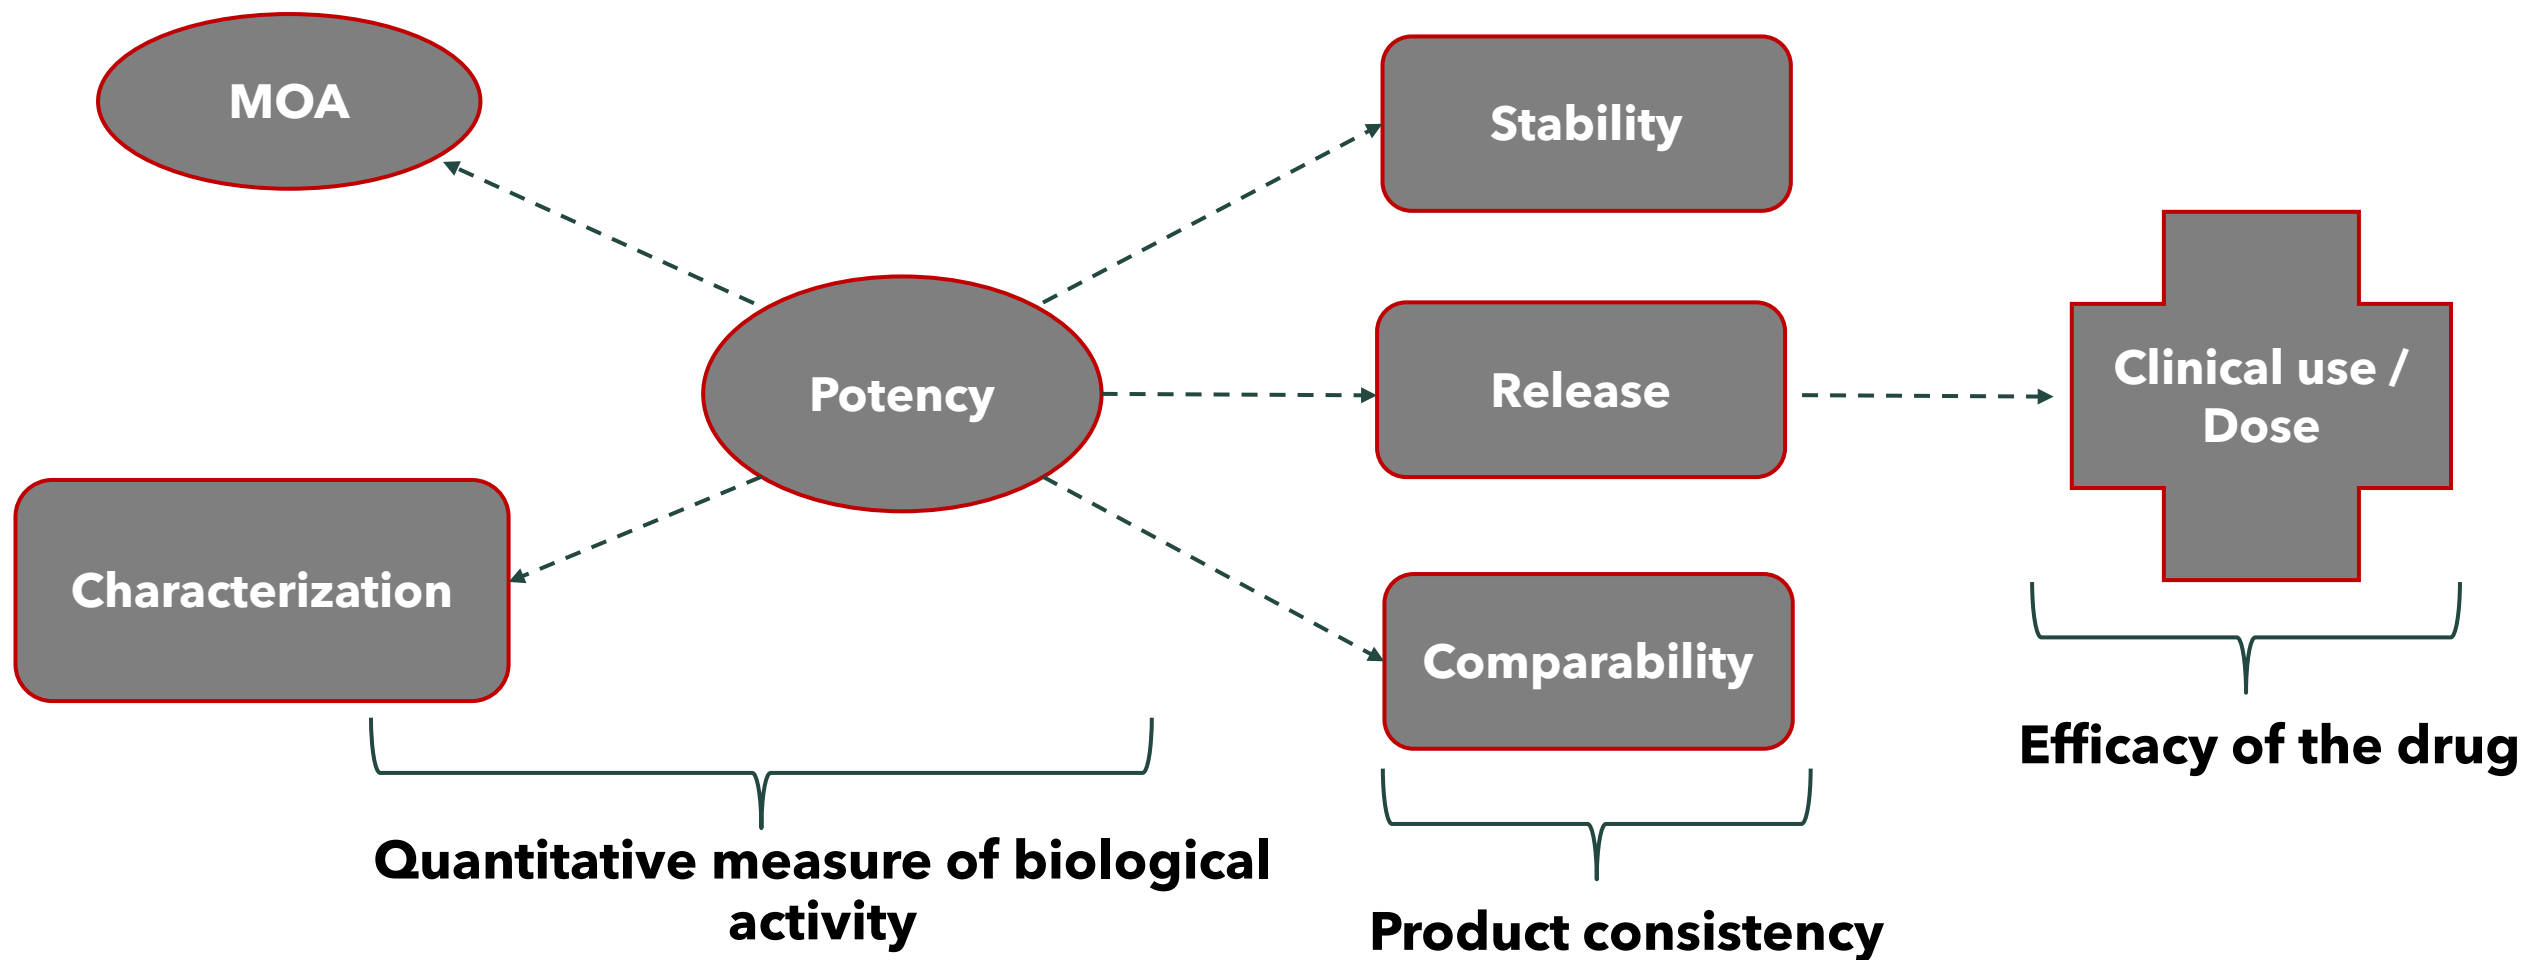 MOA
Stability
Potency
Release
Clinical use /
Dose
Characterization
Comparability
Efficacy of the drug
Quantitative measure of biological
activity
Product consistency